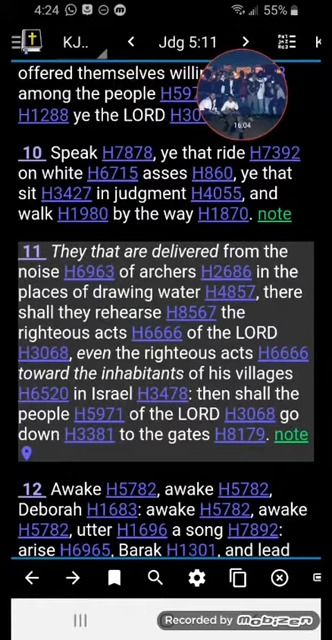 4:24
55%
KJ.. Jdg 5:11
offered themselves willi
among the people H597
H1288 ye the LORD H30
16:04
10 Speak H7878, ye that ride H7392
on white H6715 asses H860, ye that
sit H3427 in judgment H4055, and
walk H1980 by the way H1870. note
11 They that are delivered from the
noise H6963 of archers H2686 in the
places of drawing water H4857, there
shall they rehearse H8567 the
righteous acts H6666 of the LORD
H3068, even the righteous acts H6666
toward the inhabitants of his villages
H6520 in Israel H3478: then shall the
people H5971 of the LORD H3068 go
down H3381 to the gates H8179. note
12 Awake H5782, awake H5782,
Deborah H1683: awake H5782, awake
H5782, utter H1696 a song H7892:
arise H6965, Barak H1301, and lead
Recorded by mobizen